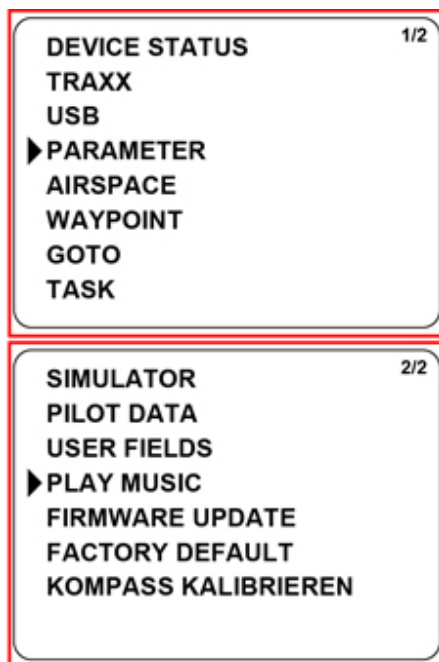 1/2
DEVICE STATUS
TRAXX
USB
PARAMETER
AIRSPACE
WAYPOINT
GOTO
TASK
2/2
SIMULATOR
PILOT DATA
USER FIELDS
PLAY MUSIC
FIRMWARE UPDATE
FACTORY DEFAULT
KOMPASS KALIBRIEREN